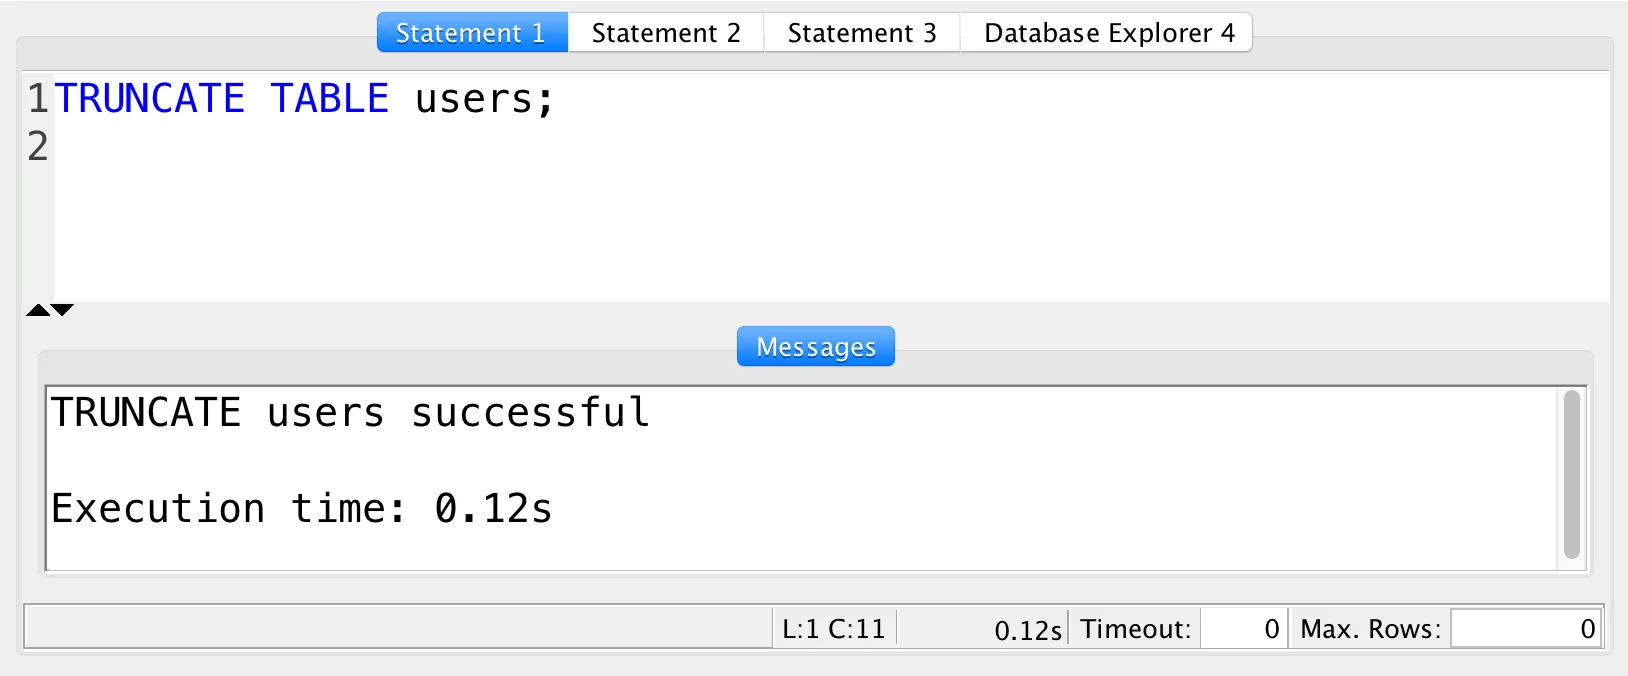 Statement 1 Statement 2 Statement 3 Database Explorer 4
1 TRUNCATE TABLE users;
2
Messages
TRUNCATE users successful
Execution time: 0.12s
L:1 C:11 0.12s Timeout: 0 Max. Rows: 0